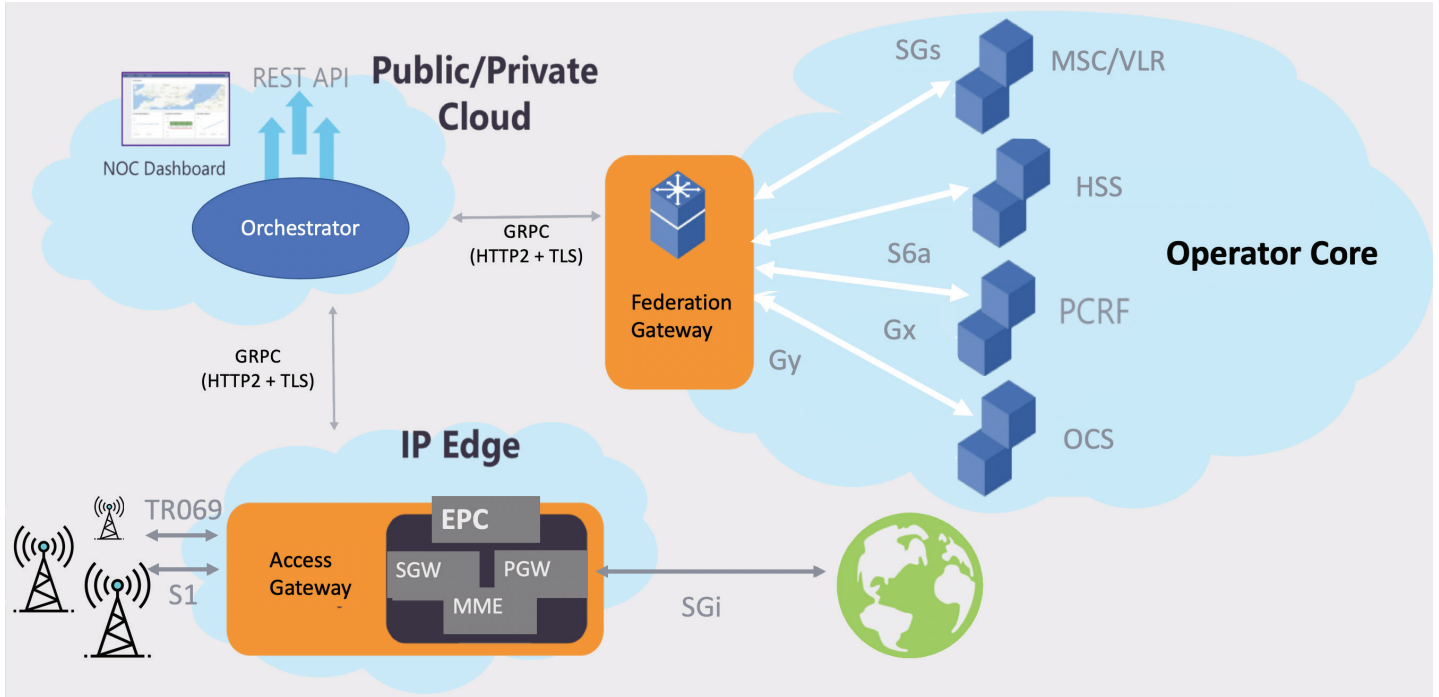 REST API
NOC Dashboard
Public/Private
Cloud
Orchestrator
GRPC
(HTTP2 + TLS)
GRPC
(HTTP2 + TLS)
Federation
Gateway
SGs
MSC/VLR
HSS
S6a
PCRF
Gx
Gy
OCS
Operator Core
IP Edge
TR069
S1
Access
Gateway
EPC
SGW
PGW
MME
SGi